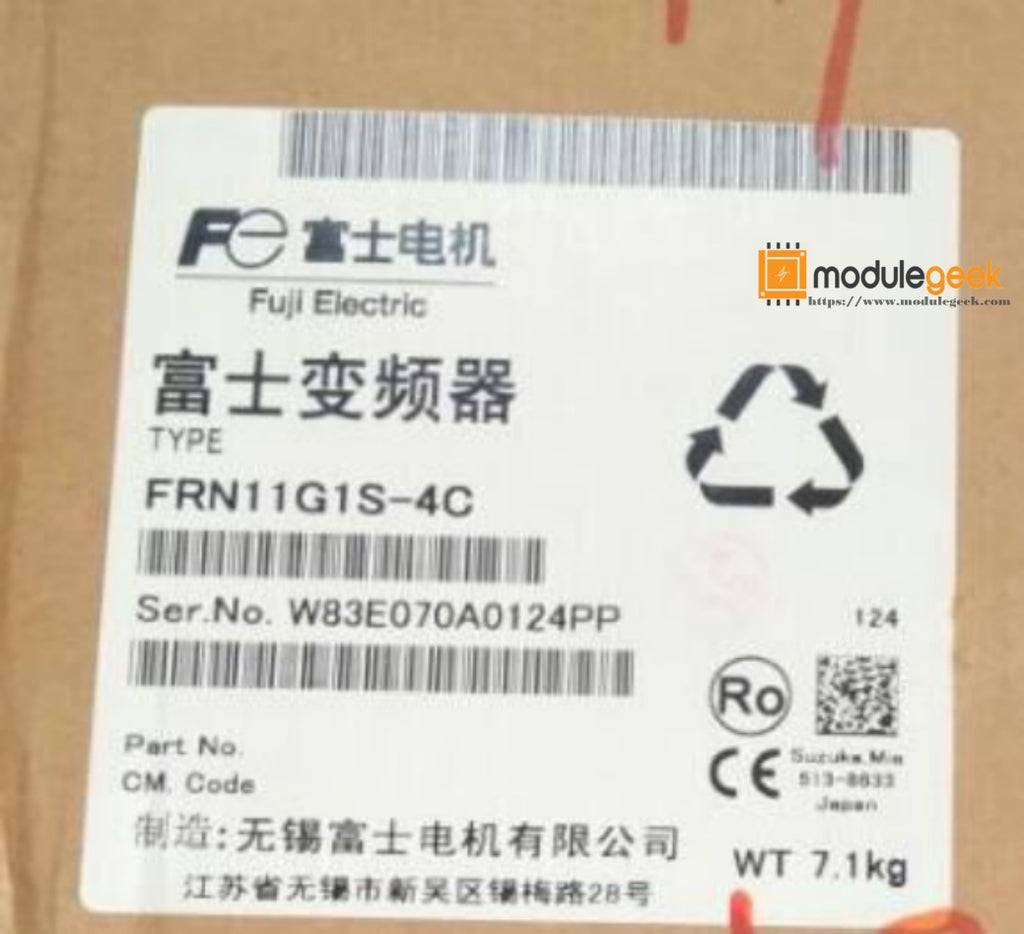 Fe 富士电机
Fuji Electric
modulegeek
https://www.modulegeek.com
富士变频器
TYPE
FRN11G1S-4C
Ser.No. W83E070A0124PP
124
Ro
Part No.
CM. Code
CE
Suzuka,Mie
513-8633
Japan
制造:无锡富士电机有限公司
江苏省无锡市新吴区锡梅路28号
WT 7.1kg